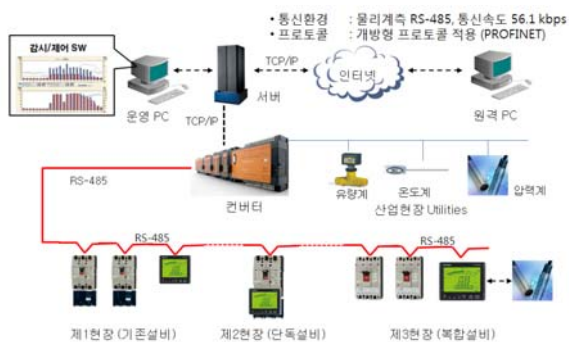 • 통신환경 : 물리계측 RS-485, 통신속도 56.1 kbps
• 프로토콜 : 개방형 프로토콜 적용 (PROFINET)
감시/제어 SW
TCP/IP
인터넷
운영 PC
서버
원격 PC
TCP/IP
RS-485
컨버터
유량계
온도계
압력계
산업현장 Utilities
RS-485
RS-485
제1현장 (기존설비)
제2현장 (단독설비)
제3현장 (복합설비)